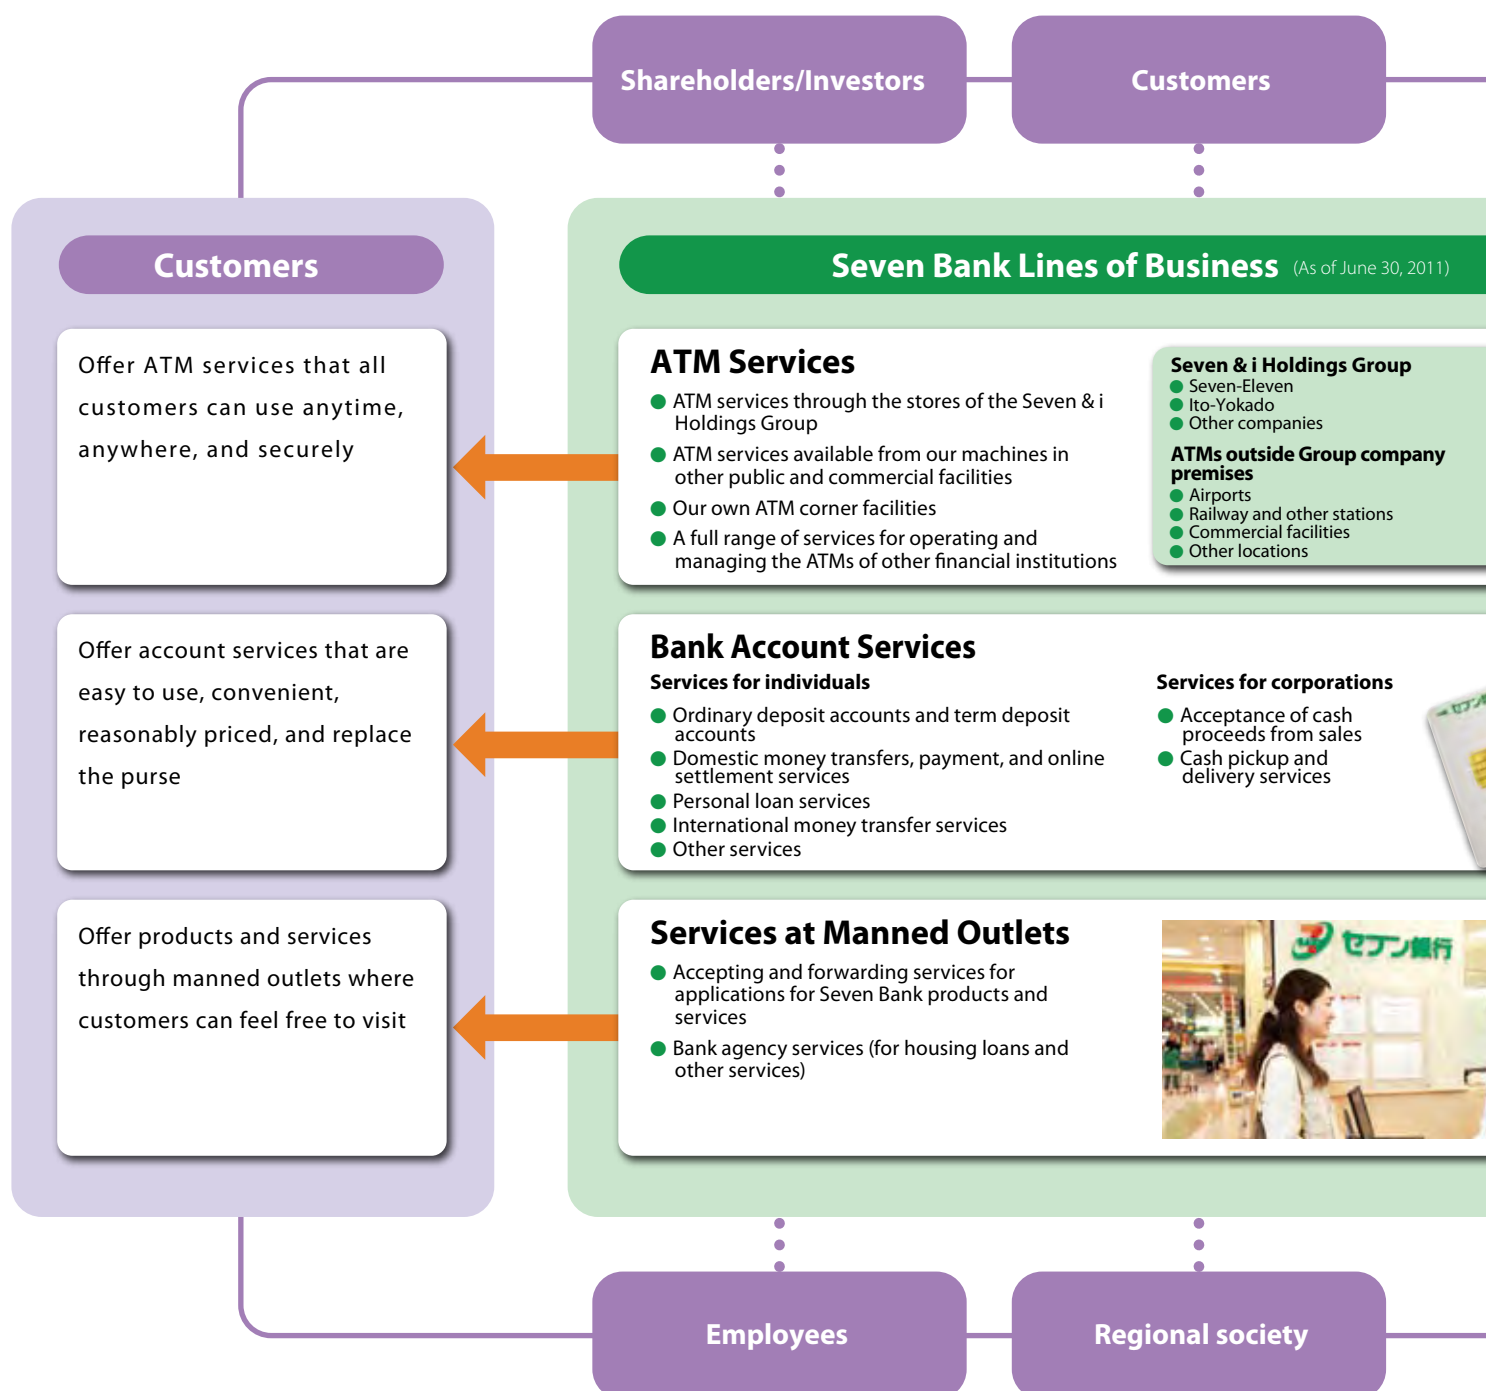 Shareholders/Investors
Customers
Customers
Offer ATM services that all
customers can use anytime,
anywhere, and securely
Offer account services that are
easy to use, convenient,
reasonably priced, and replace
the purse
Offer products and services
through manned outlets where
customers can feel free to visit
Seven Bank Lines of Business (As of June 30, 2011)
ATM Services
● ATM services through the stores of the Seven & i
Holdings Group
● ATM services available from our machines in
other public and commercial facilities
● Our own ATM corner facilities
● A full range of services for operating and
managing the ATMs of other financial institutions
Seven & i Holdings Group
● Seven-Eleven
● Ito-Yokado
● Other companies
ATMs outside Group company
premises
● Airports
● Railway and other stations
● Commercial facilities
● Other locations
Bank Account Services
Services for individuals
● Ordinary deposit accounts and term deposit
accounts
● Domestic money transfers, payment, and online
settlement services
● Personal loan services
● International money transfer services
● Other services
Services for corporations
● Acceptance of cash
proceeds from sales
● Cash pickup and
delivery services
Services at Manned Outlets
● Accepting and forwarding services for
applications for Seven Bank products and
services
● Bank agency services (for housing loans and
other services)
セブン銀行
Employees
Regional society